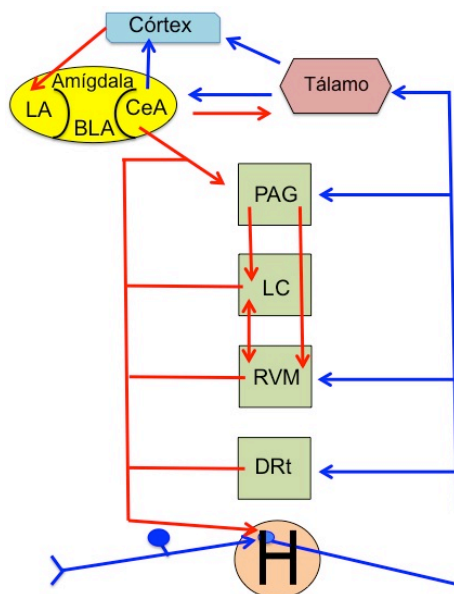 Córtex
Amígdala
Tálamo
LA
CeA
BLA
PAG
LC
RVM
DRt
H